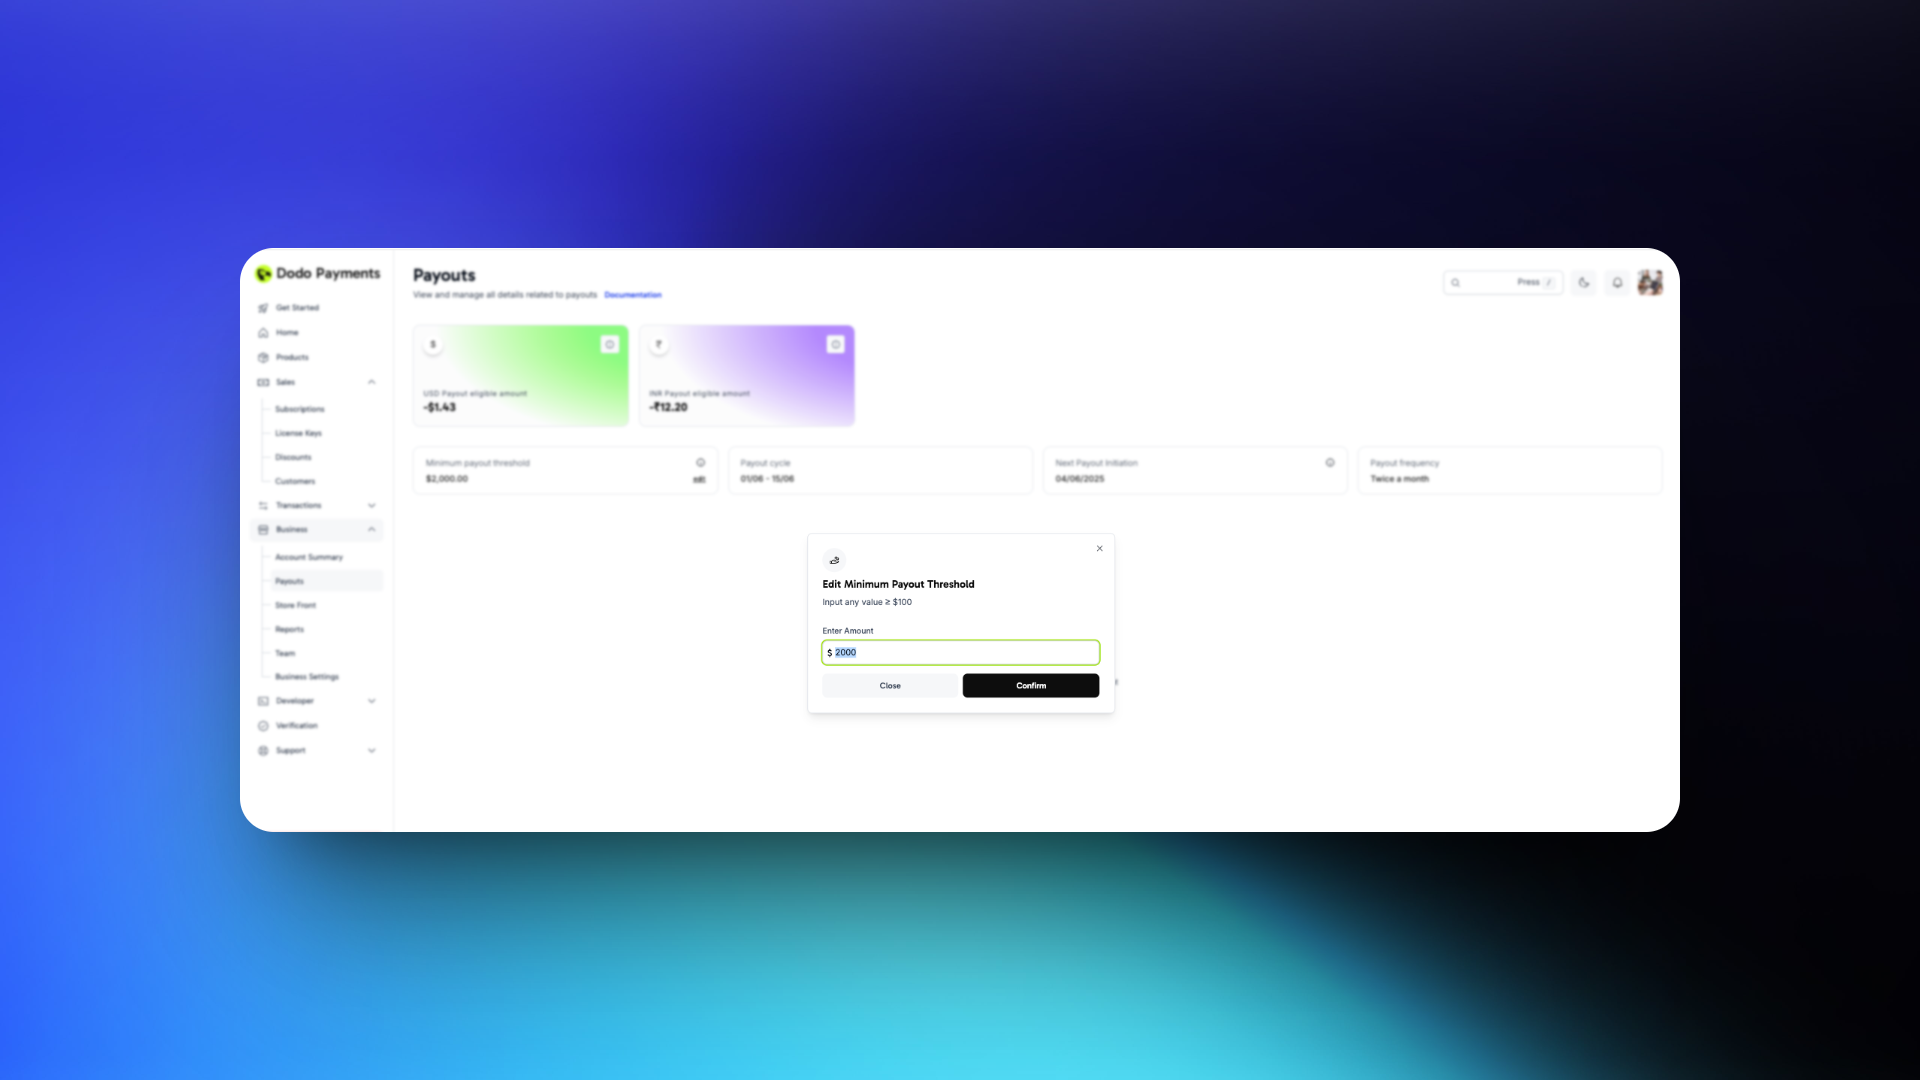 Dodo Payments
Get Started
Home
Products
Sales
Subscriptions
License Keys
Discounts
Customers
Transactions
Business
Account Summary
Payouts
Store Front
Reports
Team
Business Settings
Developer
Verification
Support
Payouts
View and manage all details related to payouts Documentation
Press /
$
USD Payout eligible amount
-$1.43
₹
INR Payout eligible amount
-₹12.20
Minimum payout threshold
$2,000.00
edit
Payout cycle
01/06 - 15/06
Next Payout Initiation
04/06/2025
Payout frequency
Twice a month
Edit Minimum Payout Threshold
Input any value ≥ $100
Enter Amount
$ 2000
Close
Confirm